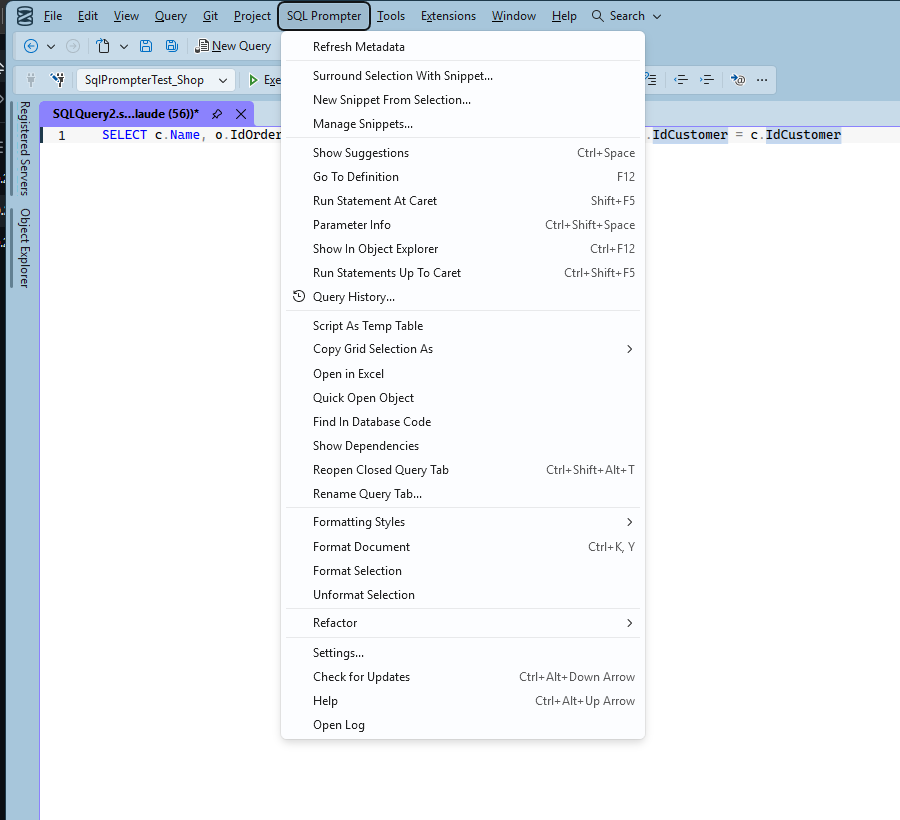 File Edit View Query Git Project SQL Prompter Tools Extensions Window Help Search
New Query
SqlPrompterTest_Shop Exe
SQLQuery2.s...laude (56))*
1 SELECT c.Name, o.IdOrder .IdCustomer = c.IdCustomer
Registered Servers
Object Explorer
Refresh Metadata
Surround Selection With Snippet...
New Snippet From Selection...
Manage Snippets...
Show Suggestions Ctrl+Space
Go To Definition F12
Run Statement At Caret Shift+F5
Parameter Info Ctrl+Shift+Space
Show In Object Explorer Ctrl+F12
Run Statements Up To Caret Ctrl+Shift+F5
Query History...
Script As Temp Table
Copy Grid Selection As
Open in Excel
Quick Open Object
Find In Database Code
Show Dependencies
Reopen Closed Query Tab Ctrl+Shift+Alt+T
Rename Query Tab...
Formatting Styles
Format Document Ctrl+K, Y
Format Selection
Unformat Selection
Refactor
Settings...
Check for Updates Ctrl+Alt+Down Arrow
Help Ctrl+Alt+Up Arrow
Open Log